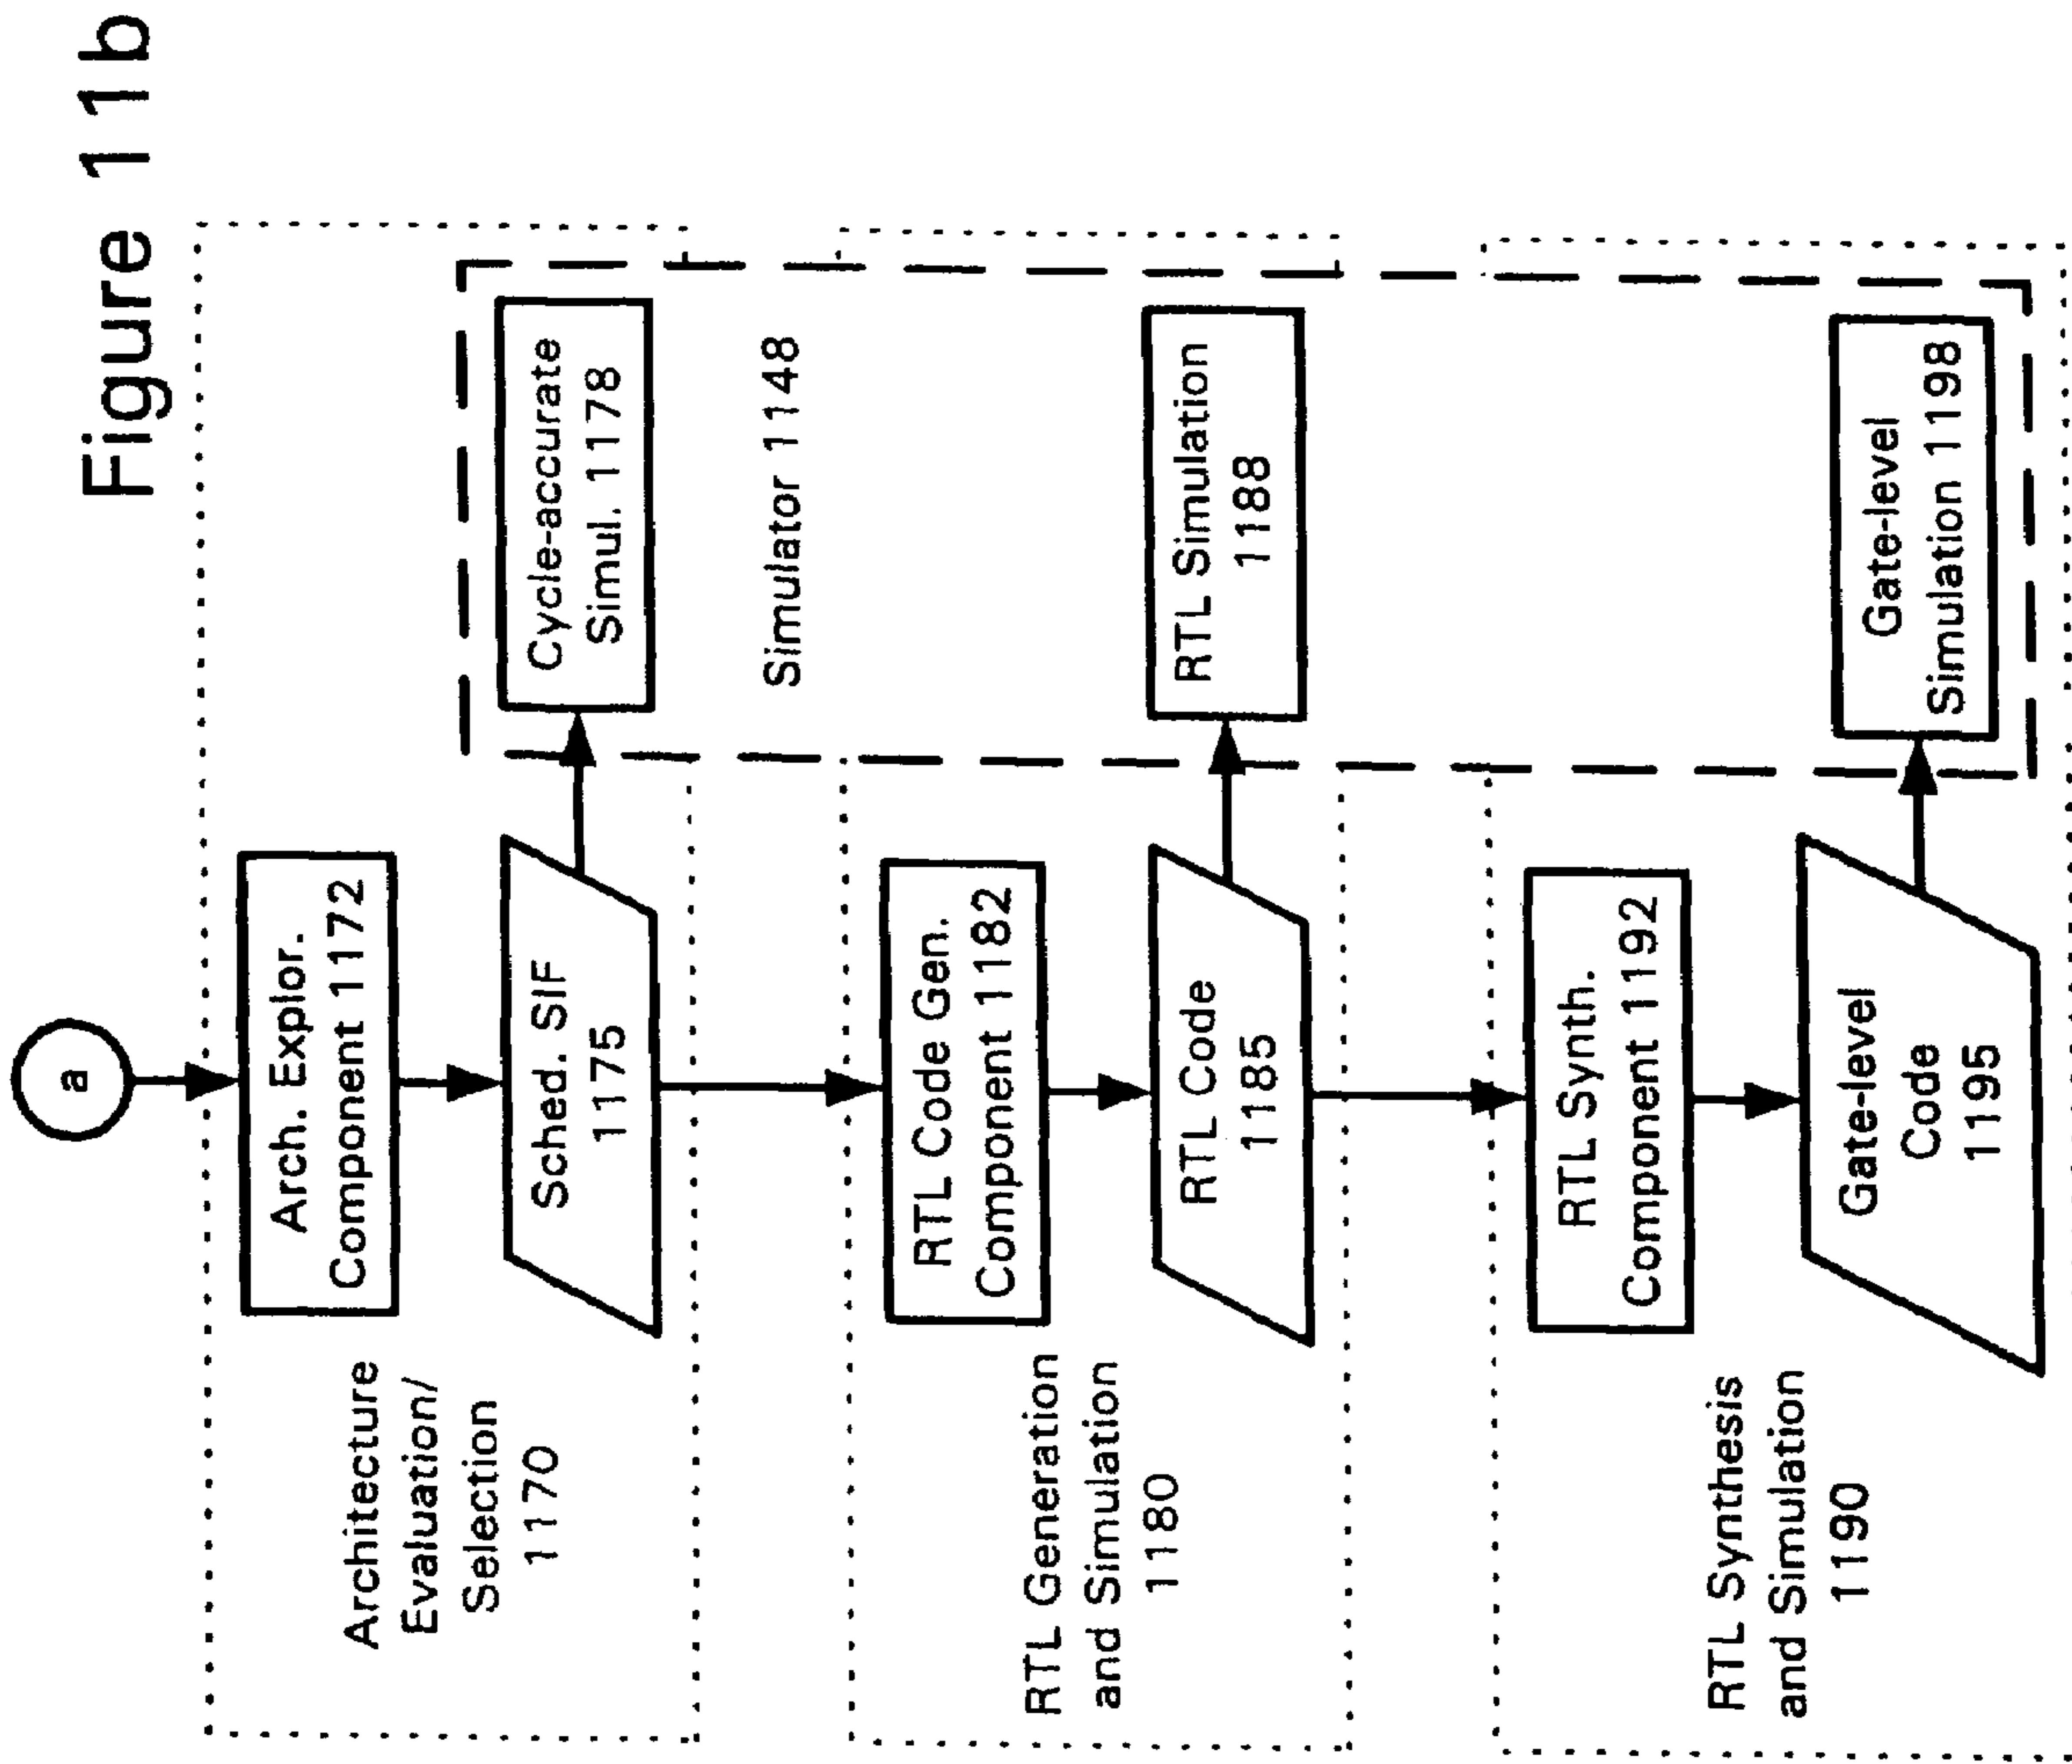 Figure 11b
a
Arch. Explor.
Component 1172
Architecture
Evaluation/
Selection
1170
Sched. SIF
1175
Cycle-accurate
Simul. 1178
Simulator 1148
RTL Code Gen.
Component 1182
RTL Generation
and Simulation
1180
RTL Code
1185
RTL Simulation
1188
RTL Synth.
Component 1192
RTL Synthesis
and Simulation
1190
Gate-level
Code
1195
Gate-level
Simulation 1198